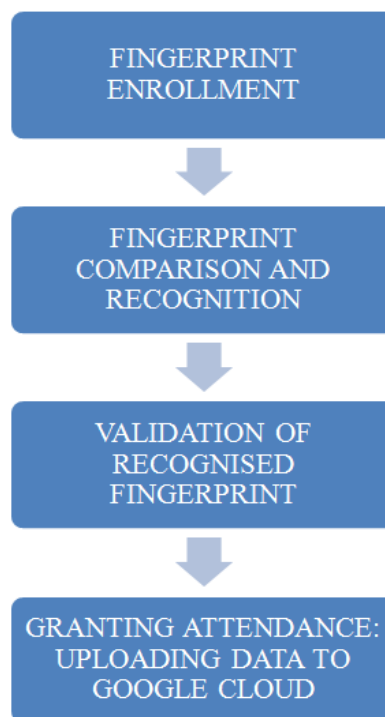 FINGERPRINT
ENROLLMENT
FINGERPRINT
COMPARISON AND
RECOGNITION
VALIDATION OF
RECOGNISED
FINGERPRINT
GRANTING ATTENDANCE:
UPLOADING DATA TO
GOOGLE CLOUD